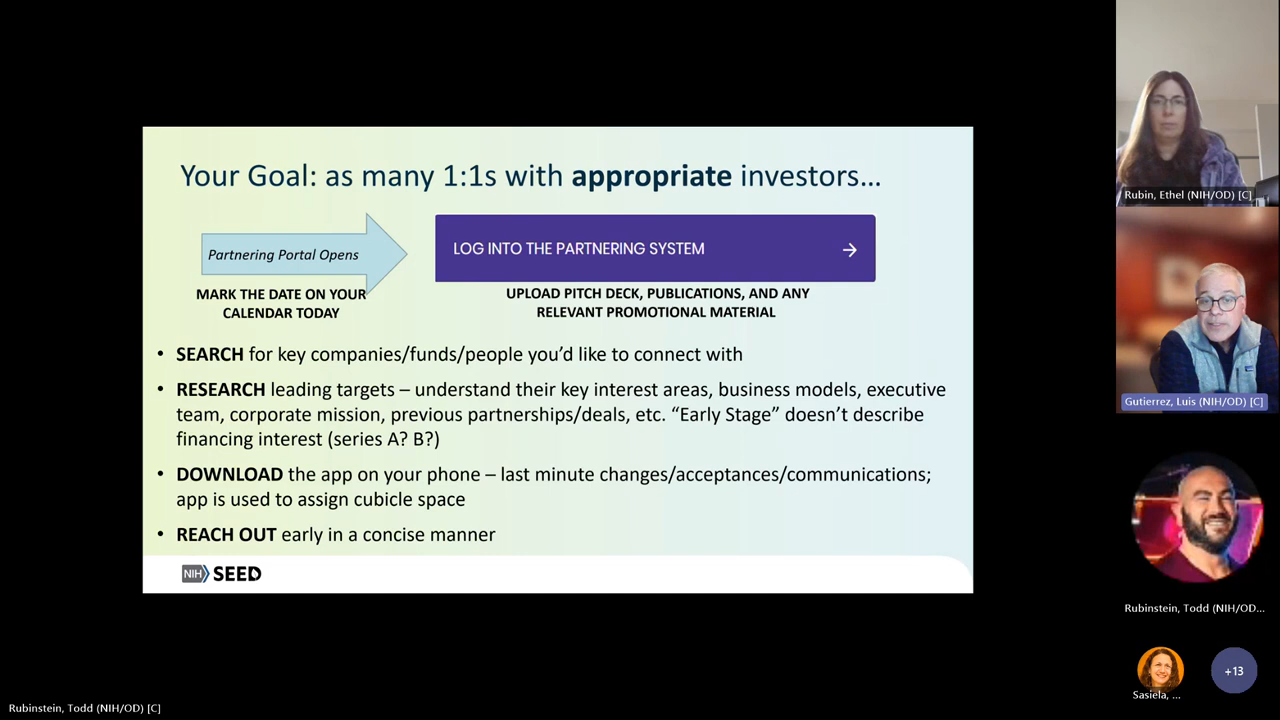 Your Goal: as many 1:1s with appropriate investors...
Partnering Portal Opens
LOG INTO THE PARTNERING SYSTEM
MARK THE DATE ON YOUR
CALENDAR TODAY
UPLOAD PITCH DECK, PUBLICATIONS, AND ANY
RELEVANT PROMOTIONAL MATERIAL
• SEARCH for key companies/funds/people you’d like to connect with
• RESEARCH leading targets – understand their key interest areas, business models, executive
team, corporate mission, previous partnerships/deals, etc. “Early Stage” doesn’t describe
financing interest (series A? B?)
• DOWNLOAD the app on your phone – last minute changes/acceptances/communications;
app is used to assign cubicle space
• REACH OUT early in a concise manner
NIH SEED
Rubin, Ethel (NIH/OD) [C]
Gutierrez, Luis (NIH/OD) [C]
Rubinstein, Todd (NIH/OD...
Sasiela, ...
+13
Rubinstein, Todd (NIH/OD) [C]